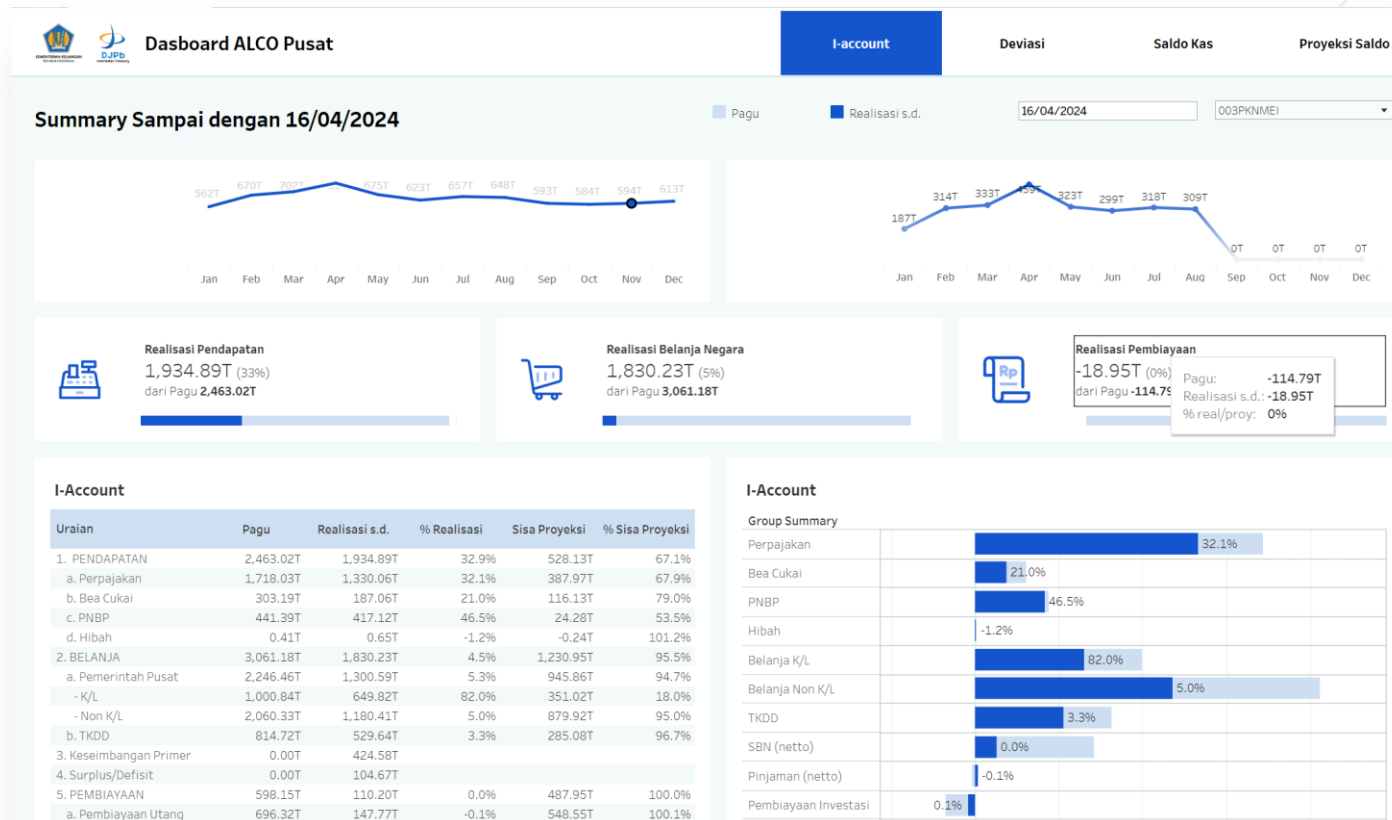 KEMENTERIAN KEUANGAN
REPUBLIK INDONESIA
DJPb
Dasboard ALCO Pusat
I-account
Deviasi
Saldo Kas
Proyeksi Saldo
Summary Sampai dengan 16/04/2024
Pagu
Realisasi s.d.
16/04/2024
003PKNMEI
562T 670T 702T 675T 623T 657T 648T 593T 584T 594T 613T
Jan Feb Mar Apr May Jun Jul Aug Sep Oct Nov Dec
187T 314T 333T 459T 323T 299T 318T 309T 0T 0T 0T 0T
Jan Feb Mar Apr May Jun Jul Aug Sep Oct Nov Dec
Realisasi Pendapatan
1,934.89T (33%)
dari Pagu 2,463.02T
Realisasi Belanja Negara
1,830.23T (5%)
dari Pagu 3,061.18T
Realisasi Pembiayaan
-18.95T (0%)
dari Pagu -114.79
Pagu: -114.79T
Realisasi s.d.: -18.95T
% real/proy: 0%
I-Account
Uraian Pagu Realisasi s.d. % Realisasi Sisa Proyeksi % Sisa Proyeksi
1. PENDAPATAN 2,463.02T 1,934.89T 32.9% 528.13T 67.1%
a. Perpajakan 1,718.03T 1,330.06T 32.1% 387.97T 67.9%
b. Bea Cukai 303.19T 187.06T 21.0% 116.13T 79.0%
c. PNBP 441.39T 417.12T 46.5% 24.28T 53.5%
d. Hibah 0.41T 0.65T -1.2% -0.24T 101.2%
2. BELANJA 3,061.18T 1,830.23T 4.5% 1,230.95T 95.5%
a. Pemerintah Pusat 2,246.46T 1,300.59T 5.3% 945.86T 94.7%
- K/L 1,000.84T 649.82T 82.0% 351.02T 18.0%
- Non K/L 2,060.33T 1,180.41T 5.0% 879.92T 95.0%
b. TKDD 814.72T 529.64T 3.3% 285.08T 96.7%
3. Keseimbangan Primer 0.00T 424.58T
4. Surplus/Defisit 0.00T 104.67T
5. PEMBIAYAAN 598.15T 110.20T 0.0% 487.95T 100.0%
a. Pembiayaan Utang 696.32T 147.77T -0.1% 548.55T 100.1%
I-Account
Group Summary
Perpajakan 32.1%
Bea Cukai 21.0%
PNBP 46.5%
Hibah -1.2%
Belanja K/L 82.0%
Belanja Non K/L 5.0%
TKDD 3.3%
SBN (netto) 0.0%
Pinjaman (netto) -0.1%
Pembiayaan Investasi 0.1%